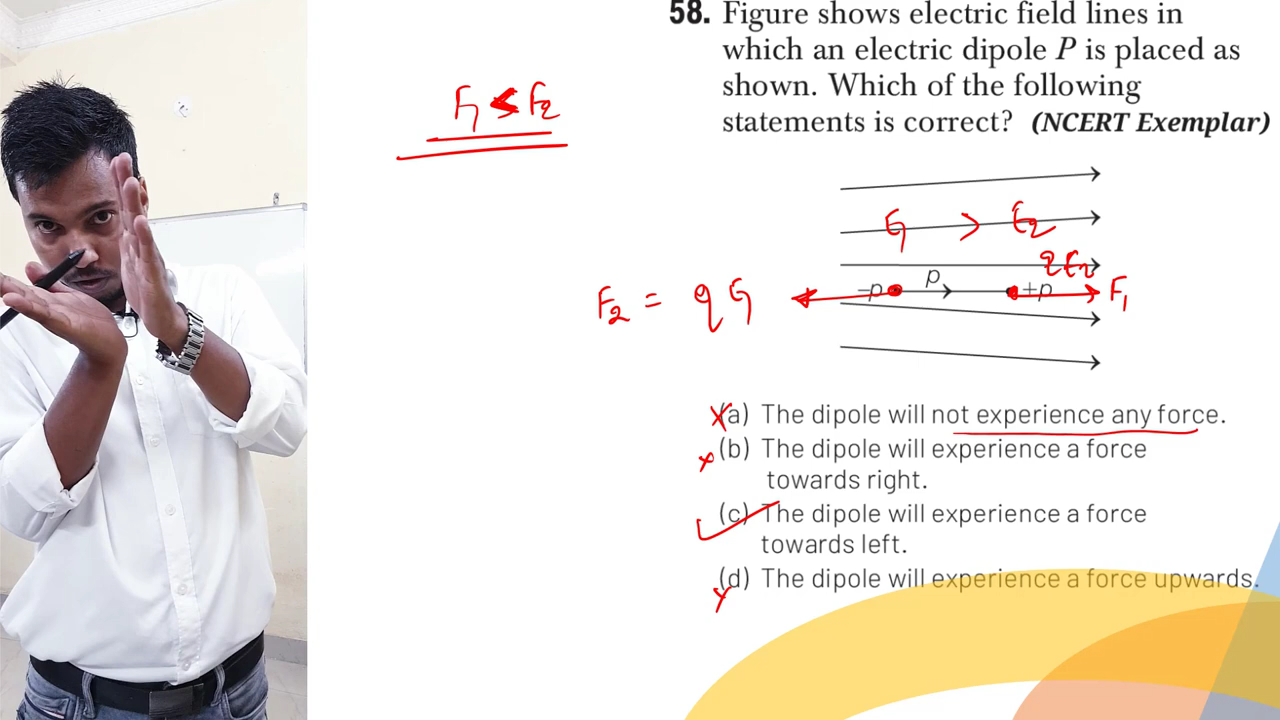 58. Figure shows electric field lines in
which an electric dipole P is placed as
shown. Which of the following
statements is correct? (NCERT Exemplar)
F₁ < F₂
E₁ > E₂
qE₂
F₂ = qE₁
–p p +p F₁
(a) The dipole will not experience any force.
(b) The dipole will experience a force
towards right.
(c) The dipole will experience a force
towards left.
(d) The dipole will experience a force upwards.